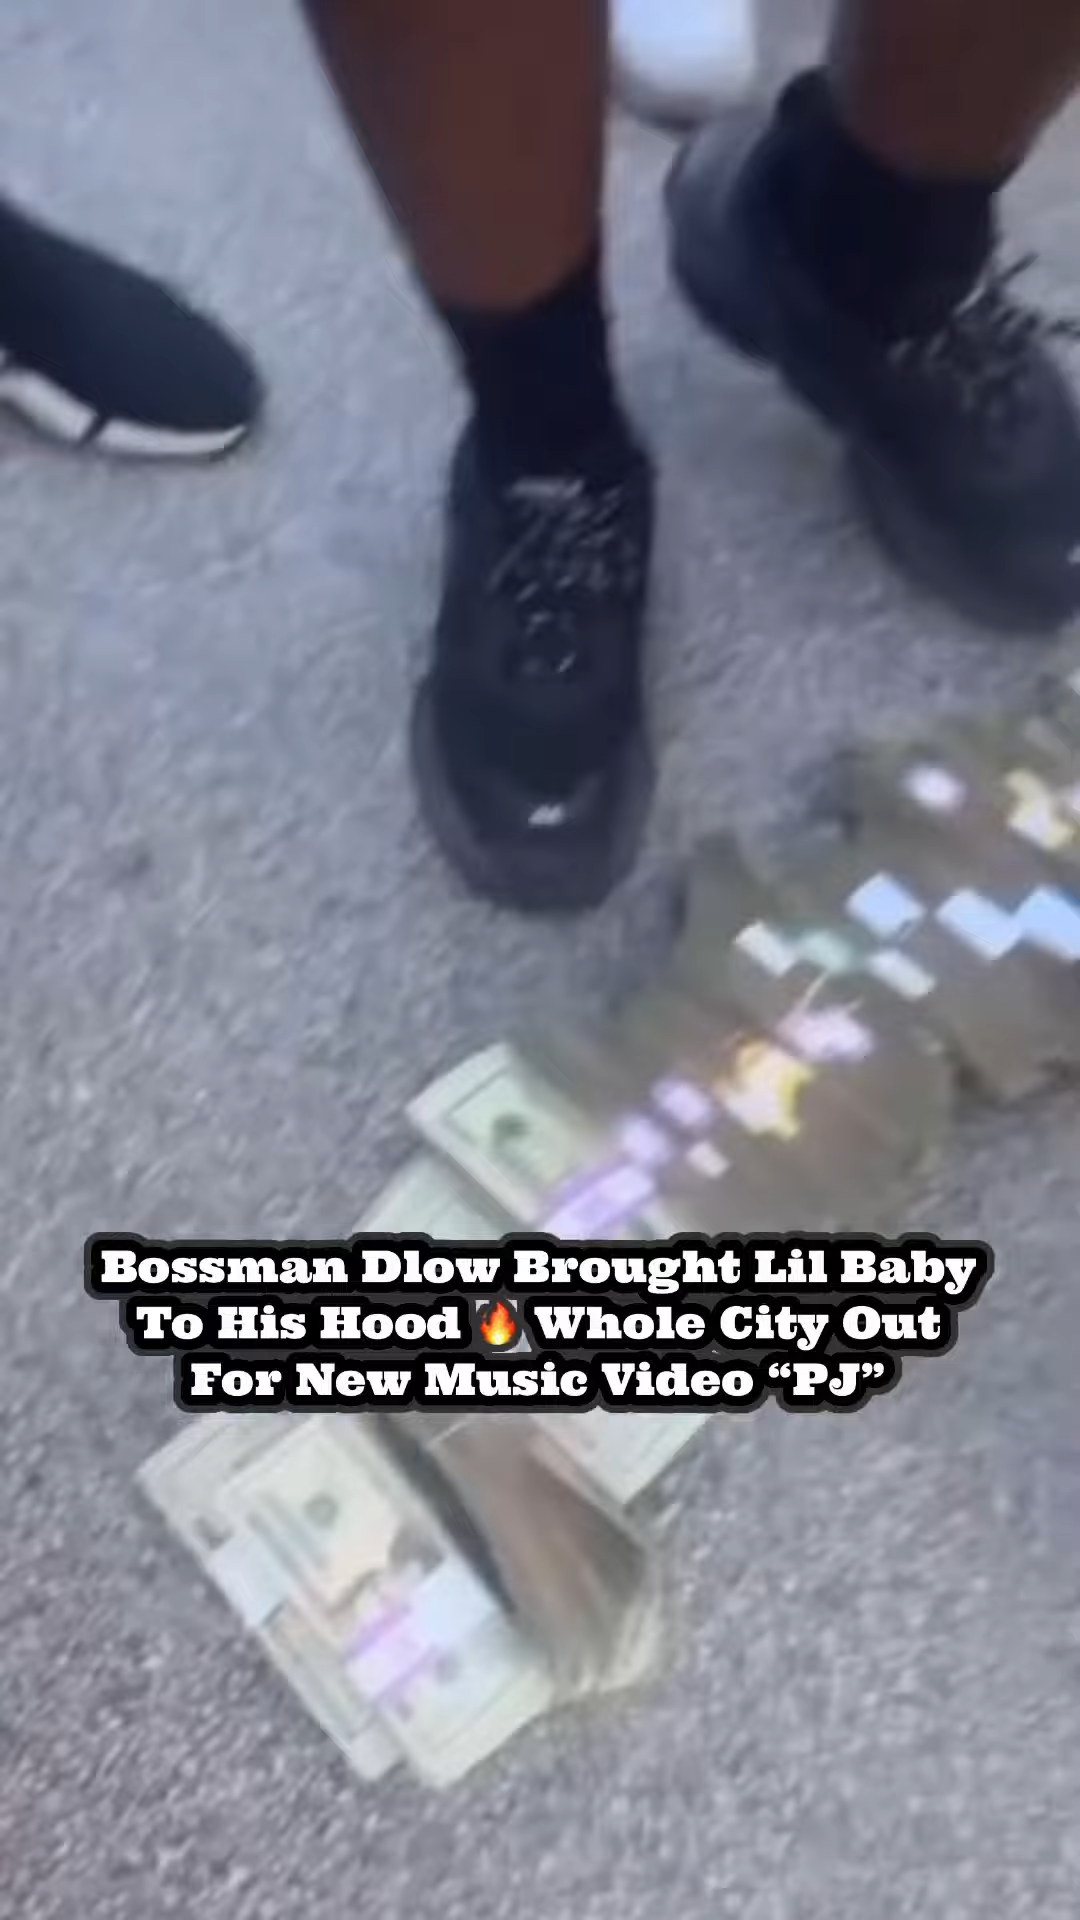 Bossman Dlow Brought Lil Baby
To His Hood 🔥 Whole City Out
For New Music Video “PJ”